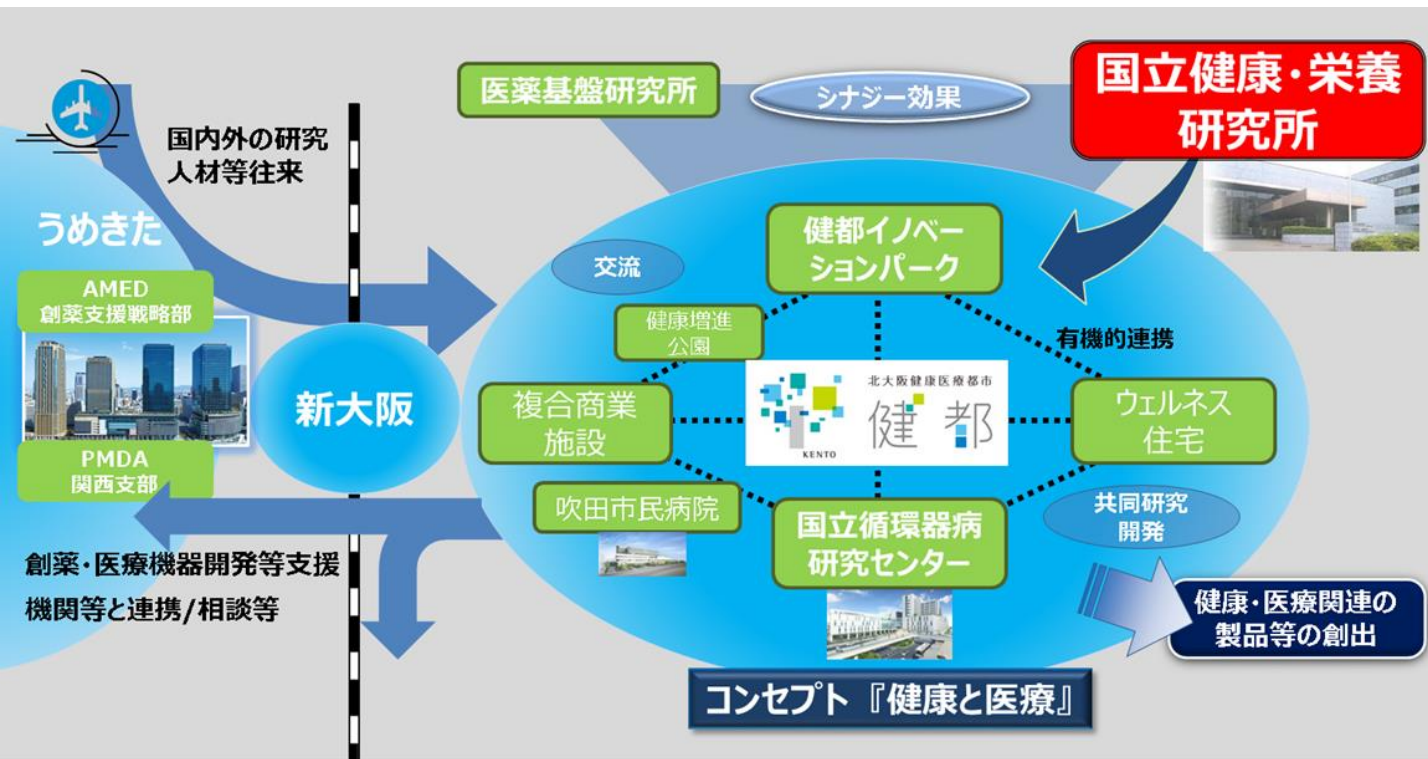 医薬基盤研究所
シナジー効果
国立健康・栄養
研究所
国内外の研究
人材等往来
うめきた
AMED
創薬支援戦略部
PMDA
関西支部
新大阪
交流
健都イノベー
ションパーク
健康増進
公園
有機的連携
複合商業
施設
北大阪健康医療都市
健都
KENTO
ウェルネス
住宅
吹田市民病院
国立循環器病
研究センター
共同研究
開発
創薬・医療機器開発等支援
機関等と連携/相談等
健康・医療関連の
製品等の創出
コンセプト『健康と医療』